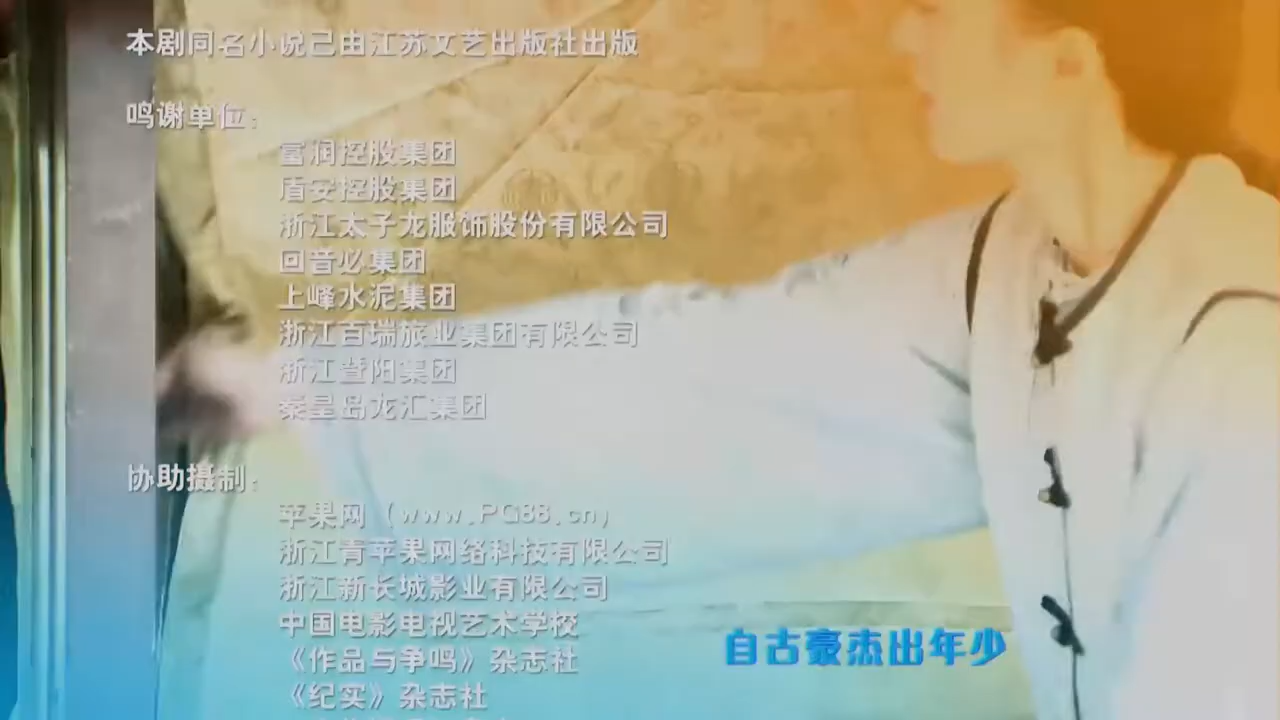 本剧同名小说已由江苏文艺出版社出版
鸣谢单位：
富润控股集团
盾安控股集团
浙江太子龙服饰股份有限公司
回音必集团
上峰水泥集团
浙江百瑞旅业集团有限公司
浙江暨阳集团
秦皇岛龙汇集团
协助摄制：
苹果网（www.PG88.cn）
浙江青苹果网络科技有限公司
浙江新长城影业有限公司
中国电影电视艺术学校
《作品与争鸣》杂志社
《纪实》杂志社
自古豪杰出年少